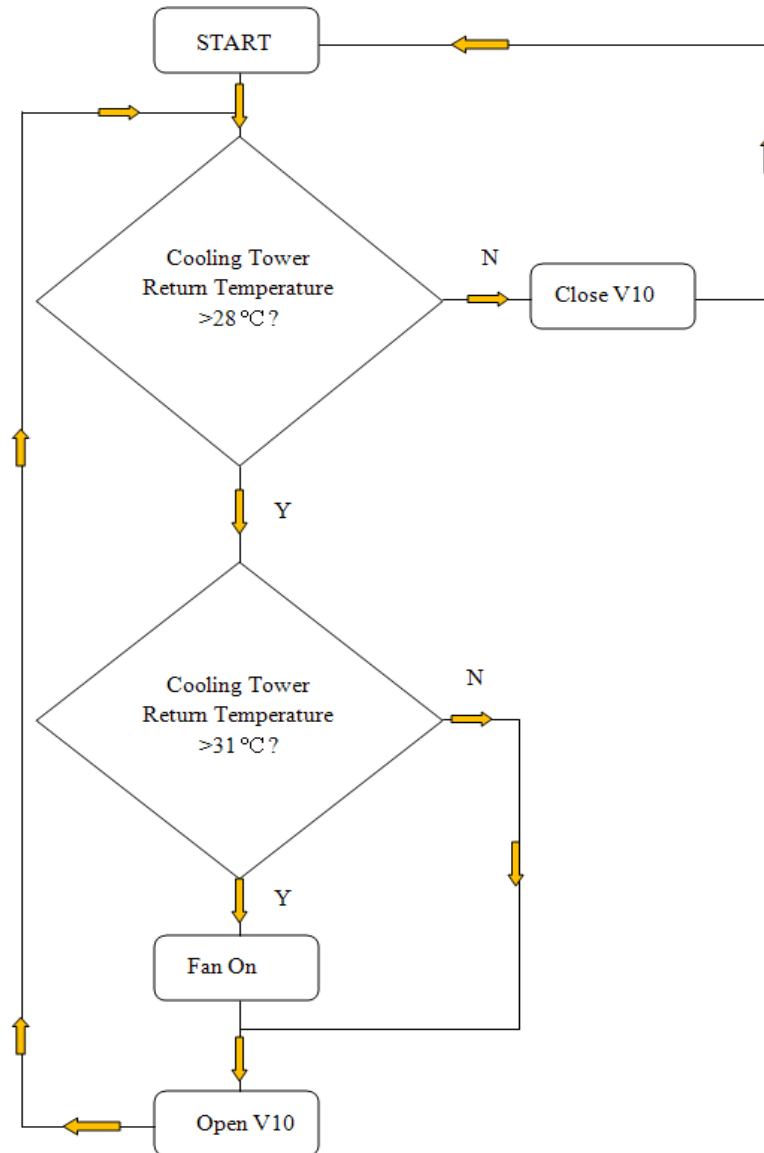 START
Cooling Tower
Return Temperature
>28 °C ?
N
Close V10
Y
Cooling Tower
Return Temperature
>31 °C ?
N
Y
Fan On
Open V10